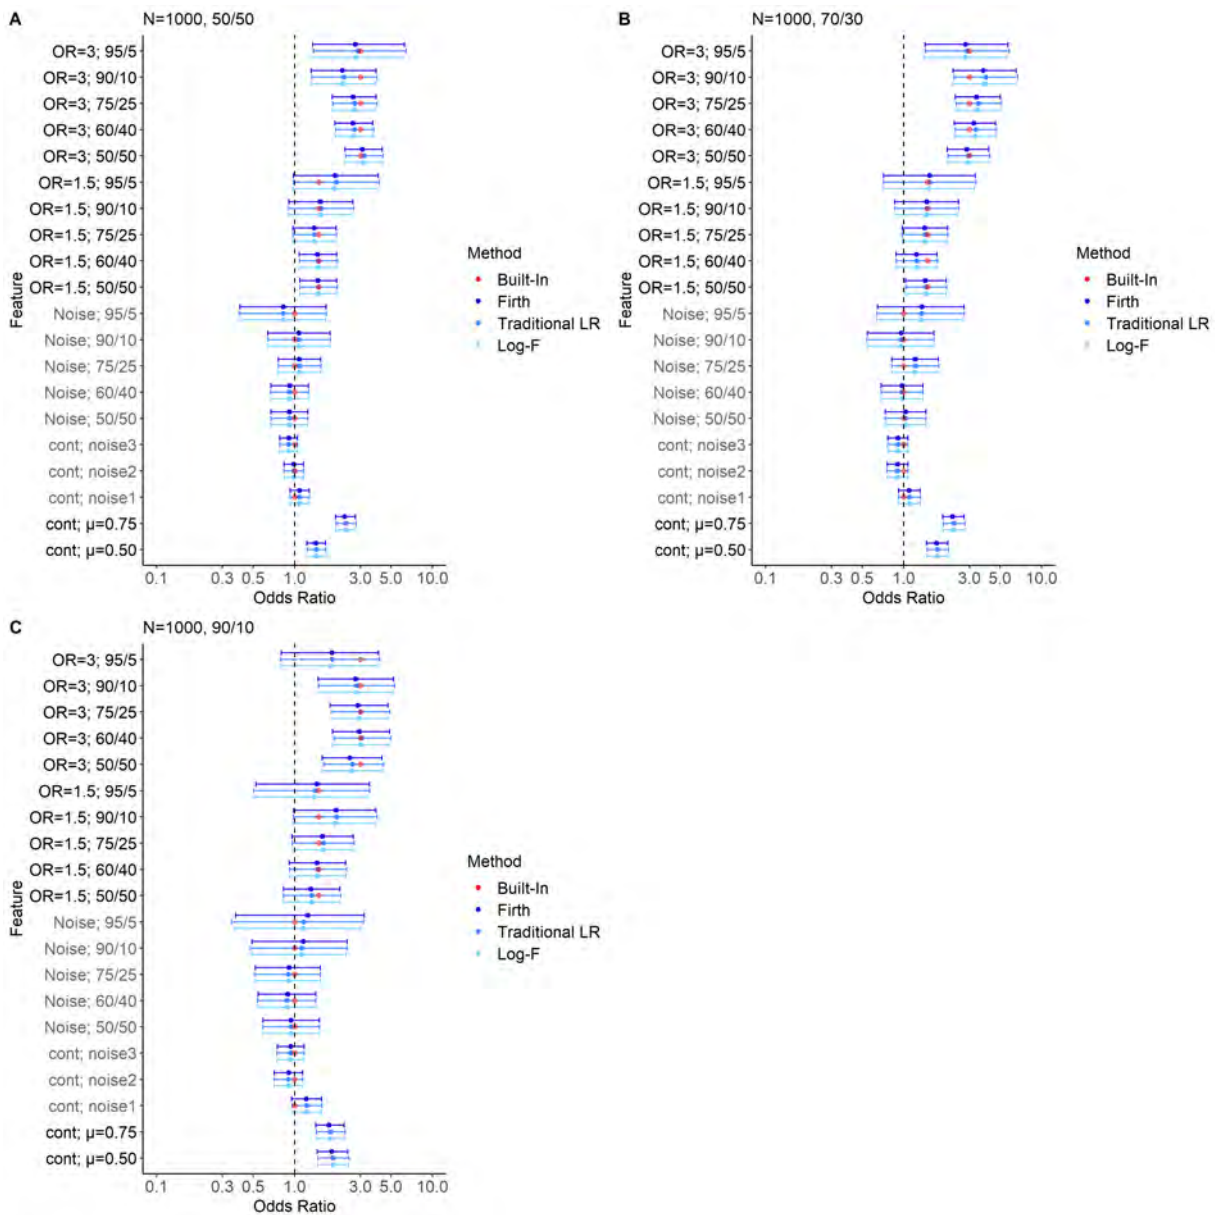 A
N=1000, 50/50
OR=3; 95/5
OR=3; 90/10
OR=3; 75/25
OR=3; 60/40
OR=3; 50/50
OR=1.5; 95/5
OR=1.5; 90/10
OR=1.5; 75/25
OR=1.5; 60/40
OR=1.5; 50/50
Noise; 95/5
Noise; 90/10
Noise; 75/25
Noise; 60/40
Noise; 50/50
cont; noise3
cont; noise2
cont; noise1
cont; μ=0.75
cont; μ=0.50
Feature
0.1 0.3 0.5 1.0 3.0 5.0 10.0
Odds Ratio
Method
Built-In
Firth
Traditional LR
Log-F
B
N=1000, 70/30
OR=3; 95/5
OR=3; 90/10
OR=3; 75/25
OR=3; 60/40
OR=3; 50/50
OR=1.5; 95/5
OR=1.5; 90/10
OR=1.5; 75/25
OR=1.5; 60/40
OR=1.5; 50/50
Noise; 95/5
Noise; 90/10
Noise; 75/25
Noise; 60/40
Noise; 50/50
cont; noise3
cont; noise2
cont; noise1
cont; μ=0.75
cont; μ=0.50
Feature
0.1 0.3 0.5 1.0 3.0 5.0 10.0
Odds Ratio
Method
Built-In
Firth
Traditional LR
Log-F
C
N=1000, 90/10
OR=3; 95/5
OR=3; 90/10
OR=3; 75/25
OR=3; 60/40
OR=3; 50/50
OR=1.5; 95/5
OR=1.5; 90/10
OR=1.5; 75/25
OR=1.5; 60/40
OR=1.5; 50/50
Noise; 95/5
Noise; 90/10
Noise; 75/25
Noise; 60/40
Noise; 50/50
cont; noise3
cont; noise2
cont; noise1
cont; μ=0.75
cont; μ=0.50
Feature
0.1 0.3 0.5 1.0 3.0 5.0 10.0
Odds Ratio
Method
Built-In
Firth
Traditional LR
Log-F